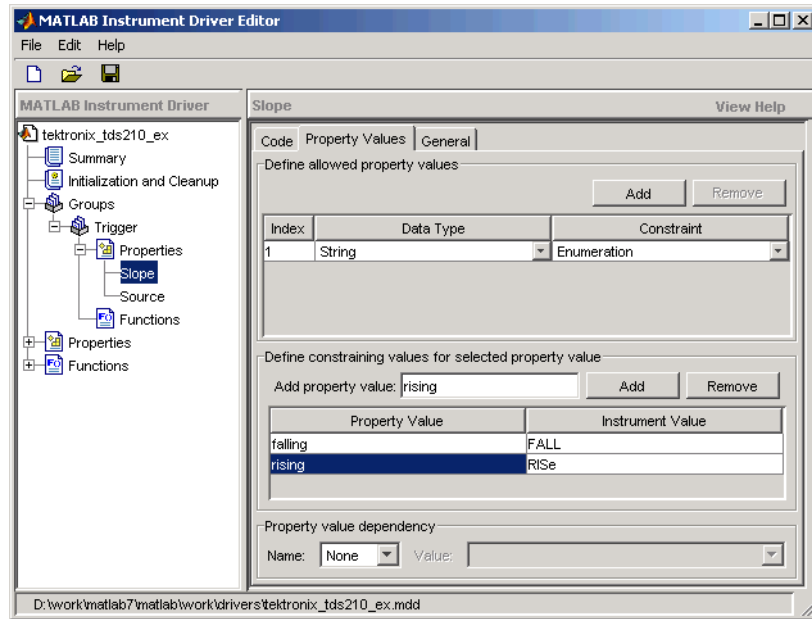 MATLAB Instrument Driver Editor
File Edit Help
MATLAB Instrument Driver
Slope View Help
tektronix_tds210_ex
Summary
Initialization and Cleanup
Groups
Trigger
Properties
Slope
Source
Functions
Properties
Functions
Code Property Values General
Define allowed property values
Add Remove
Index Data Type Constraint
1 String Enumeration
Define constraining values for selected property value
Add property value: rising Add Remove
Property Value Instrument Value
falling FALL
rising RISe
Property value dependency
Name: None Value:
D:\work\matlab7\matlab\work\drivers\tektronix_tds210_ex.mdd